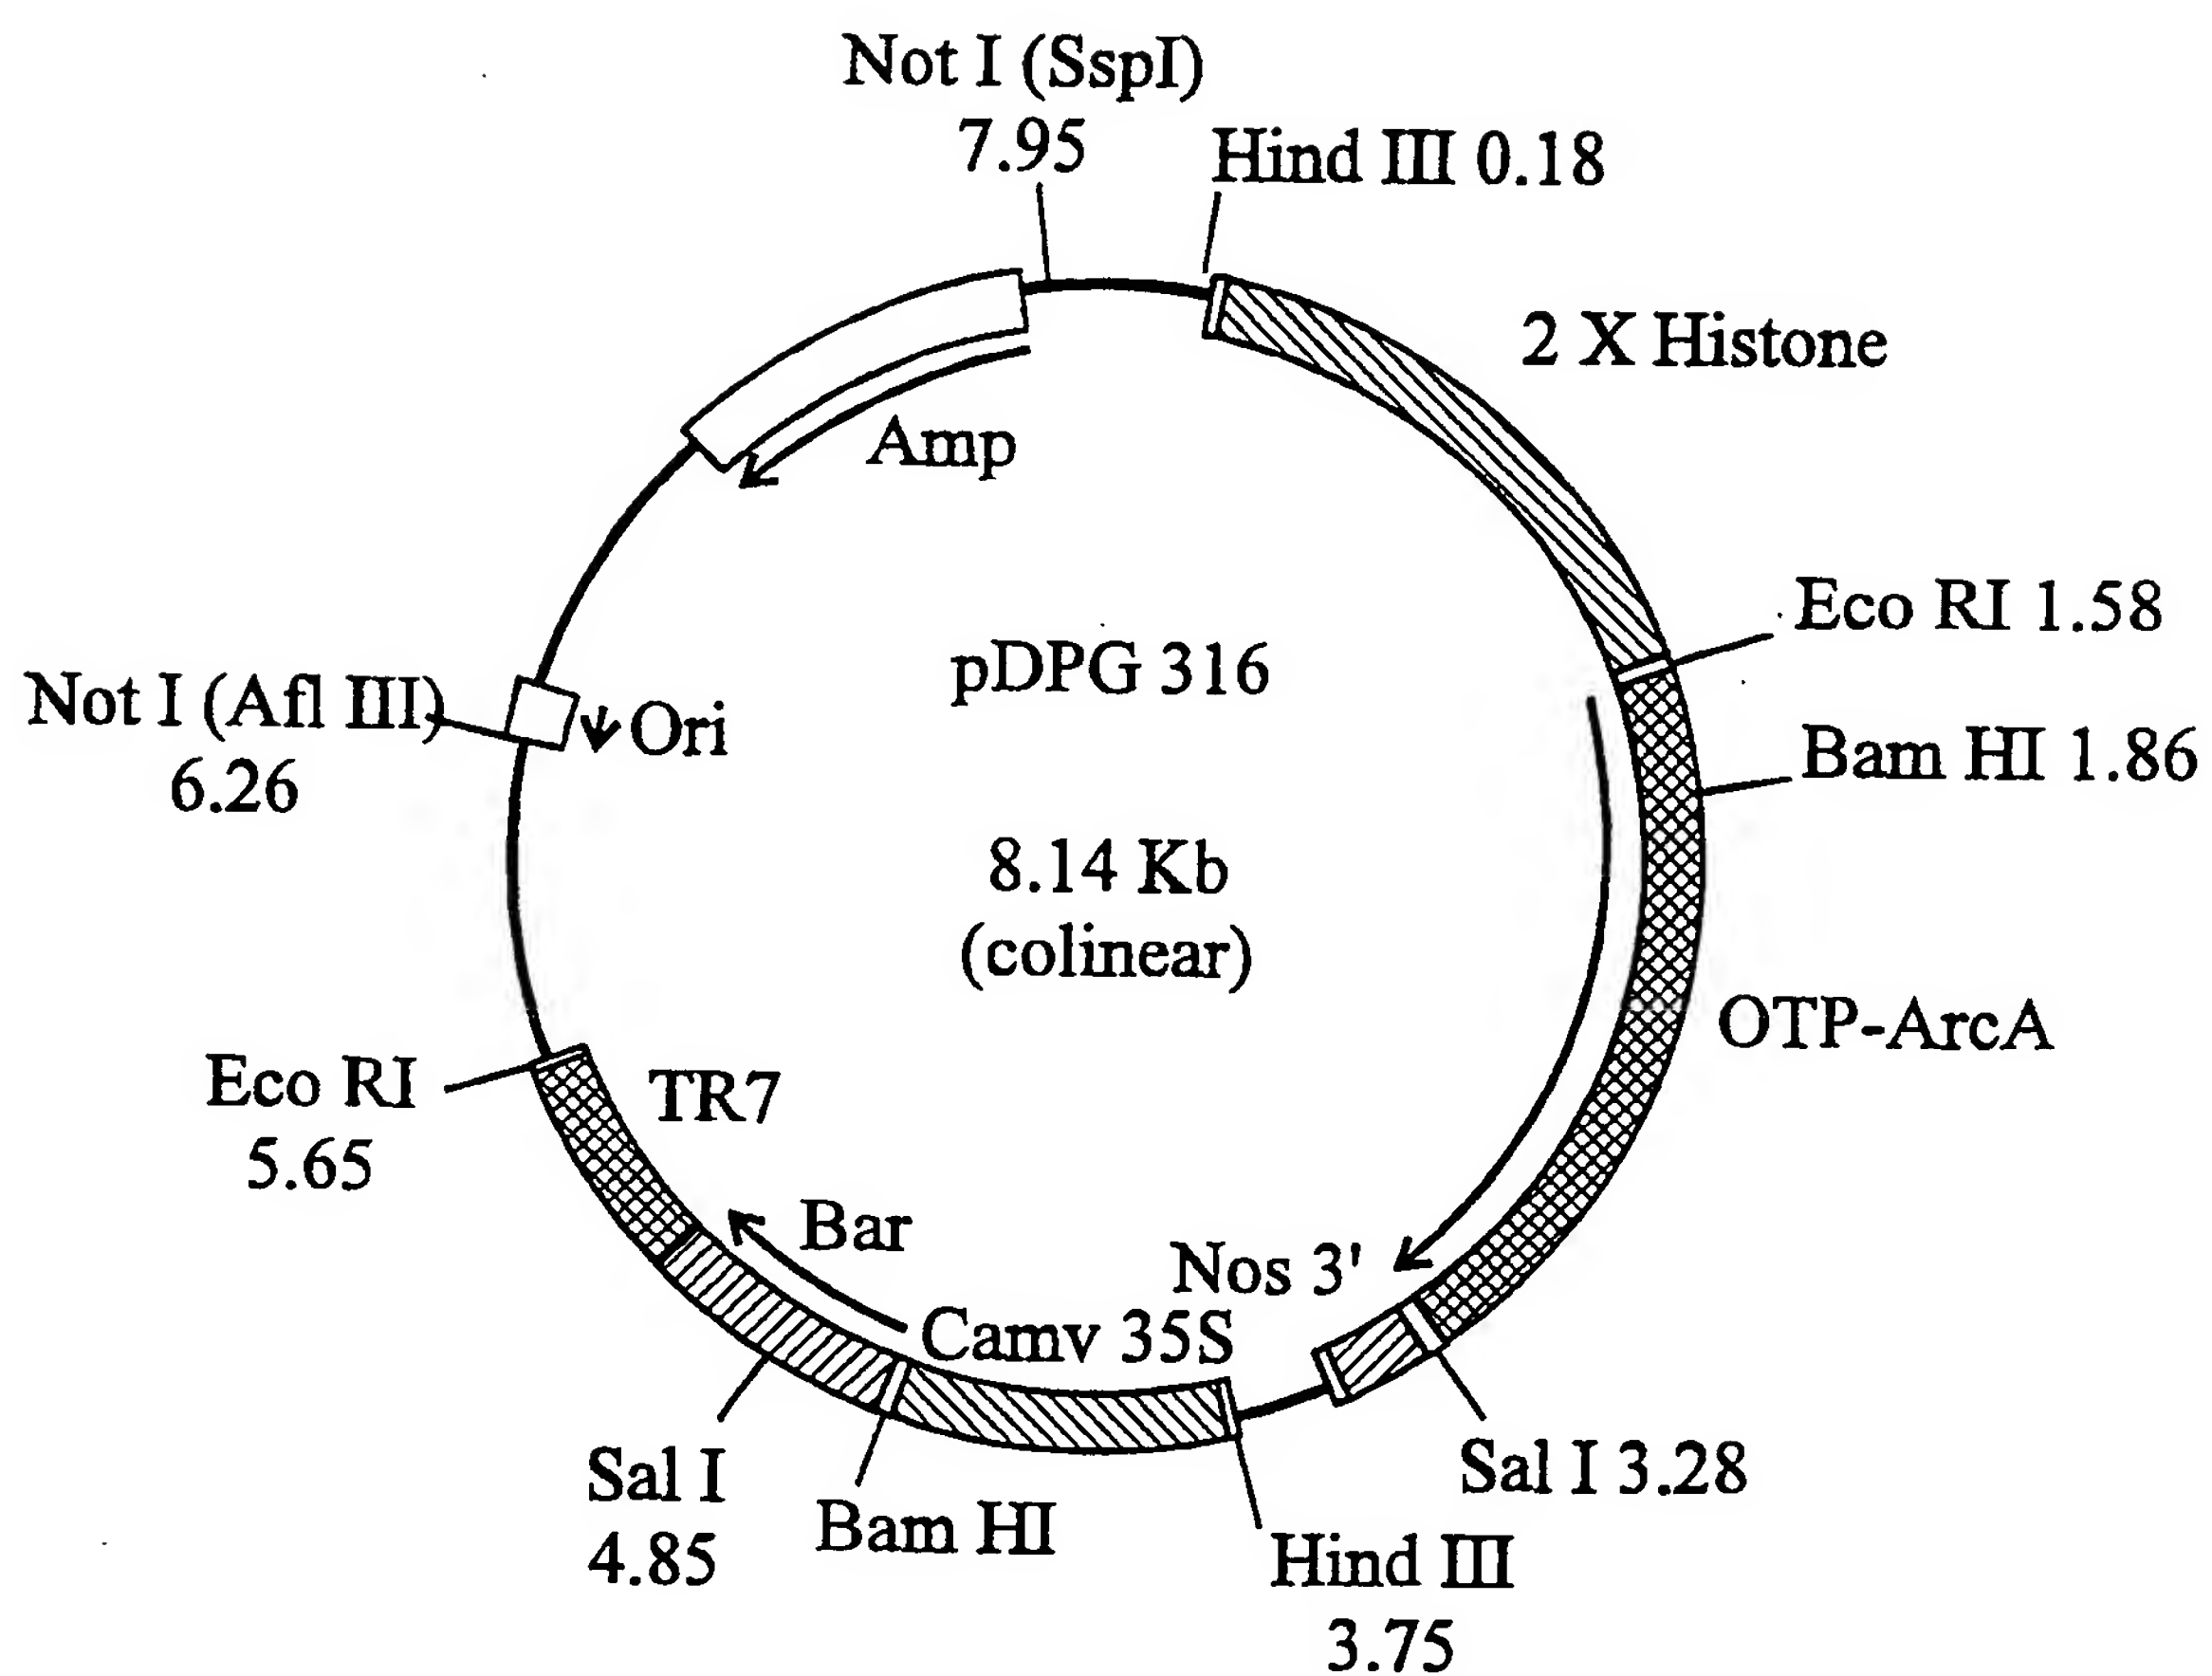 Not I (SspI)
7.95
Hind III 0.18
2 X Histone
Amp
Eco RI 1.58
pDPG 316
Not I (Afl III)
6.26
Ori
Bam HI 1.86
8.14 Kb
(colinear)
OTP-ArcA
Eco RI
5.65
TR7
Bar
Nos 3'
Camv 35S
Sal I
4.85
Bam HI
Sal I 3.28
Hind III
3.75